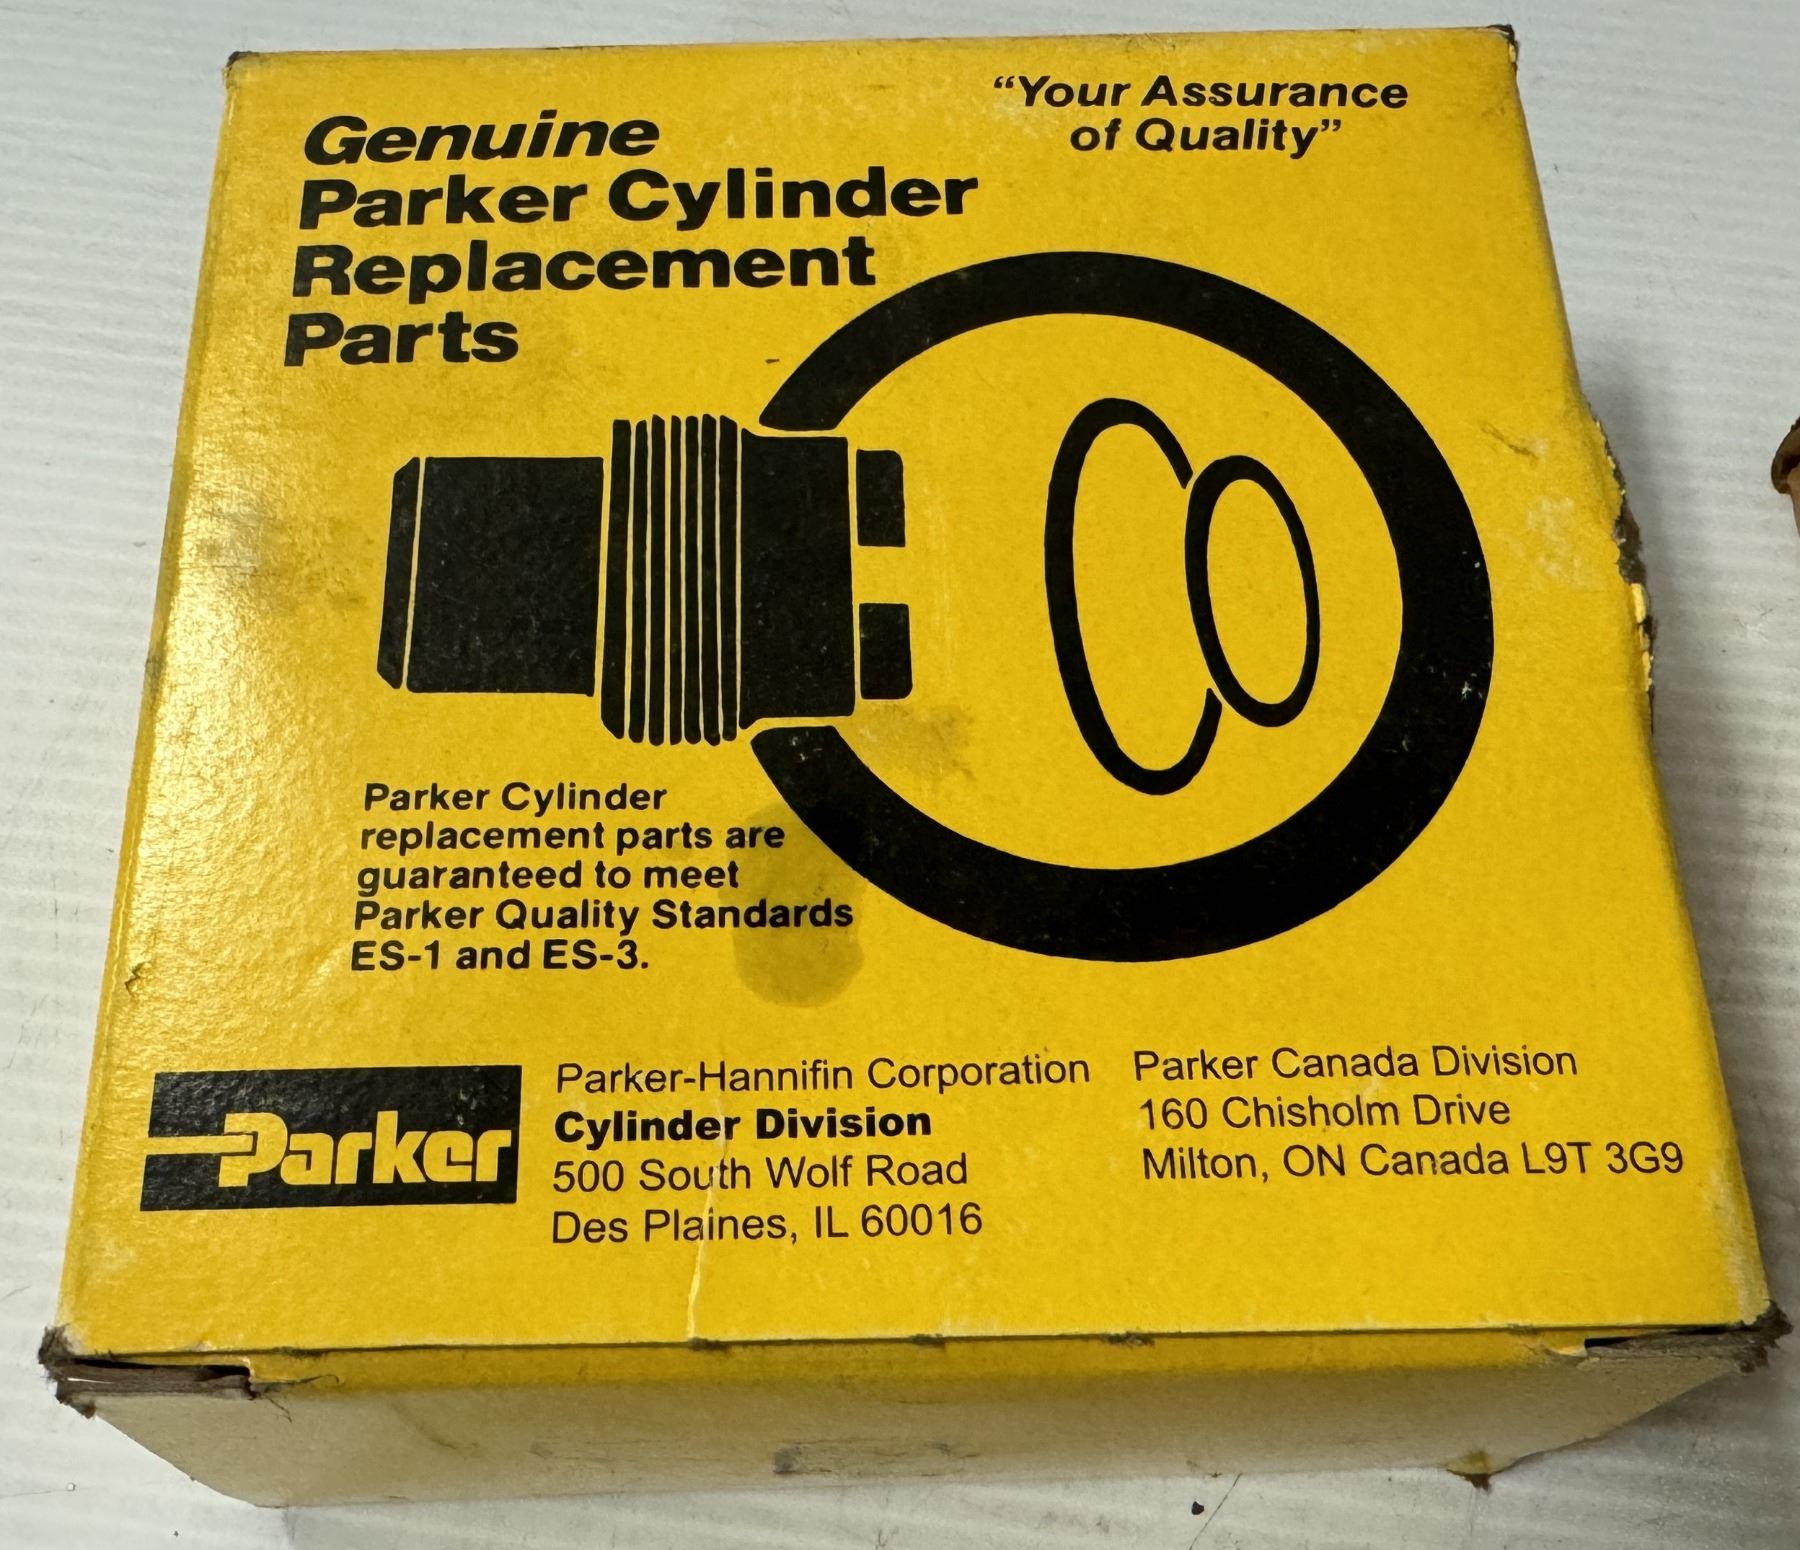 "Your Assurance
of Quality"
Genuine
Parker Cylinder
Replacement
Parts
Parker Cylinder
replacement parts are
guaranteed to meet
Parker Quality Standards
ES-1 and ES-3.
Parker
Parker-Hannifin Corporation
Cylinder Division
500 South Wolf Road
Des Plaines, IL 60016
Parker Canada Division
160 Chisholm Drive
Milton, ON Canada L9T 3G9